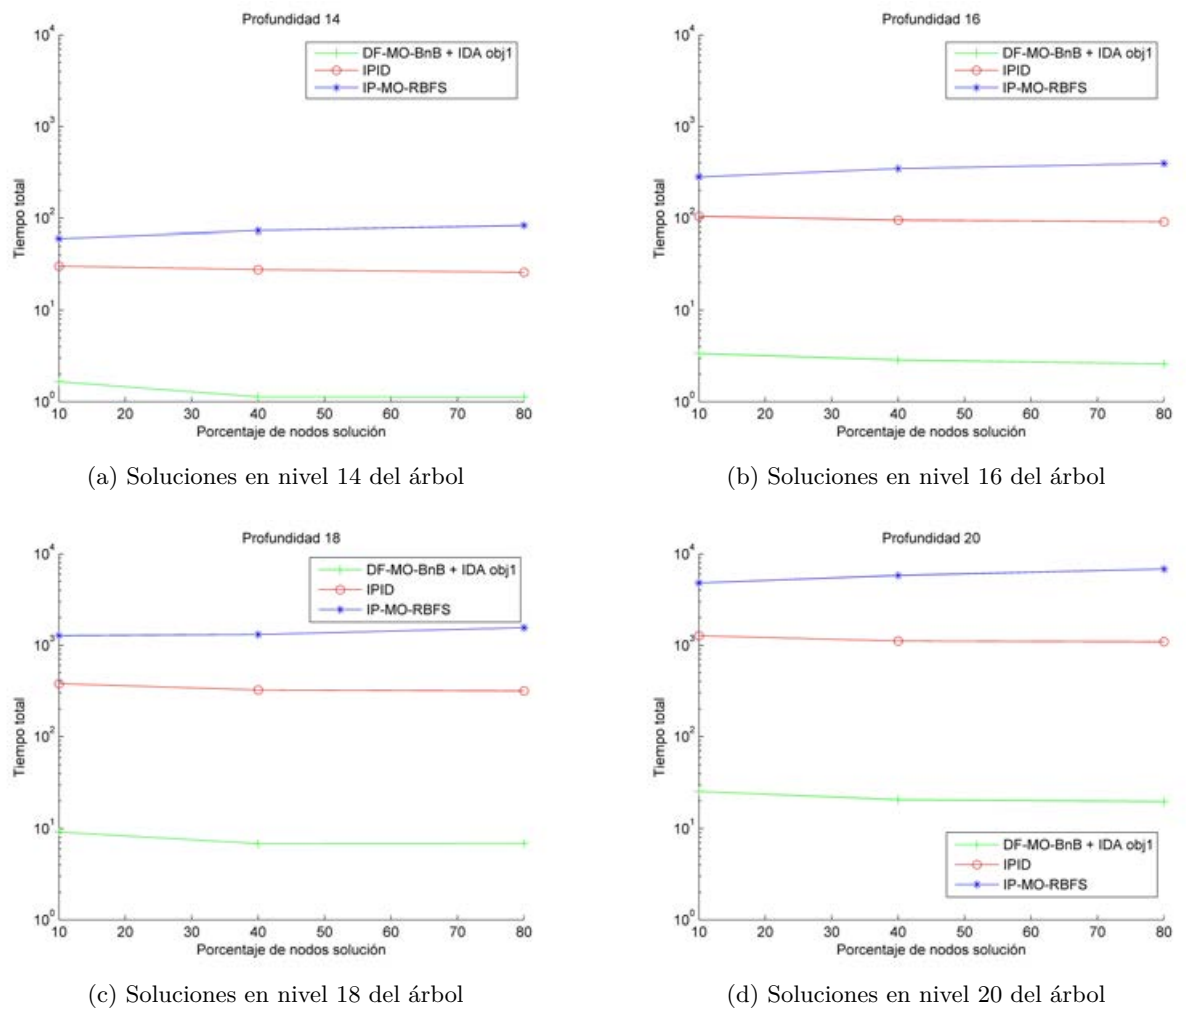 Profundidad 14
10^4
10^3
10^2
10^1
10^0
Tiempo total
DF-MO-BnB + IDA obj1
IPID
IP-MO-RBFS
10 20 30 40 50 60 70 80
Porcentaje de nodos solución
(a) Soluciones en nivel 14 del árbol
Profundidad 16
10^4
10^3
10^2
10^1
10^0
Tiempo total
DF-MO-BnB + IDA obj1
IPID
IP-MO-RBFS
10 20 30 40 50 60 70 80
Porcentaje de nodos solución
(b) Soluciones en nivel 16 del árbol
Profundidad 18
10^4
10^3
10^2
10^1
10^0
Tiempo total
DF-MO-BnB + IDA obj1
IPID
IP-MO-RBFS
10 20 30 40 50 60 70 80
Porcentaje de nodos solución
(c) Soluciones en nivel 18 del árbol
Profundidad 20
10^4
10^3
10^2
10^1
10^0
Tiempo total
DF-MO-BnB + IDA obj1
IPID
IP-MO-RBFS
10 20 30 40 50 60 70 80
Porcentaje de nodos solución
(d) Soluciones en nivel 20 del árbol